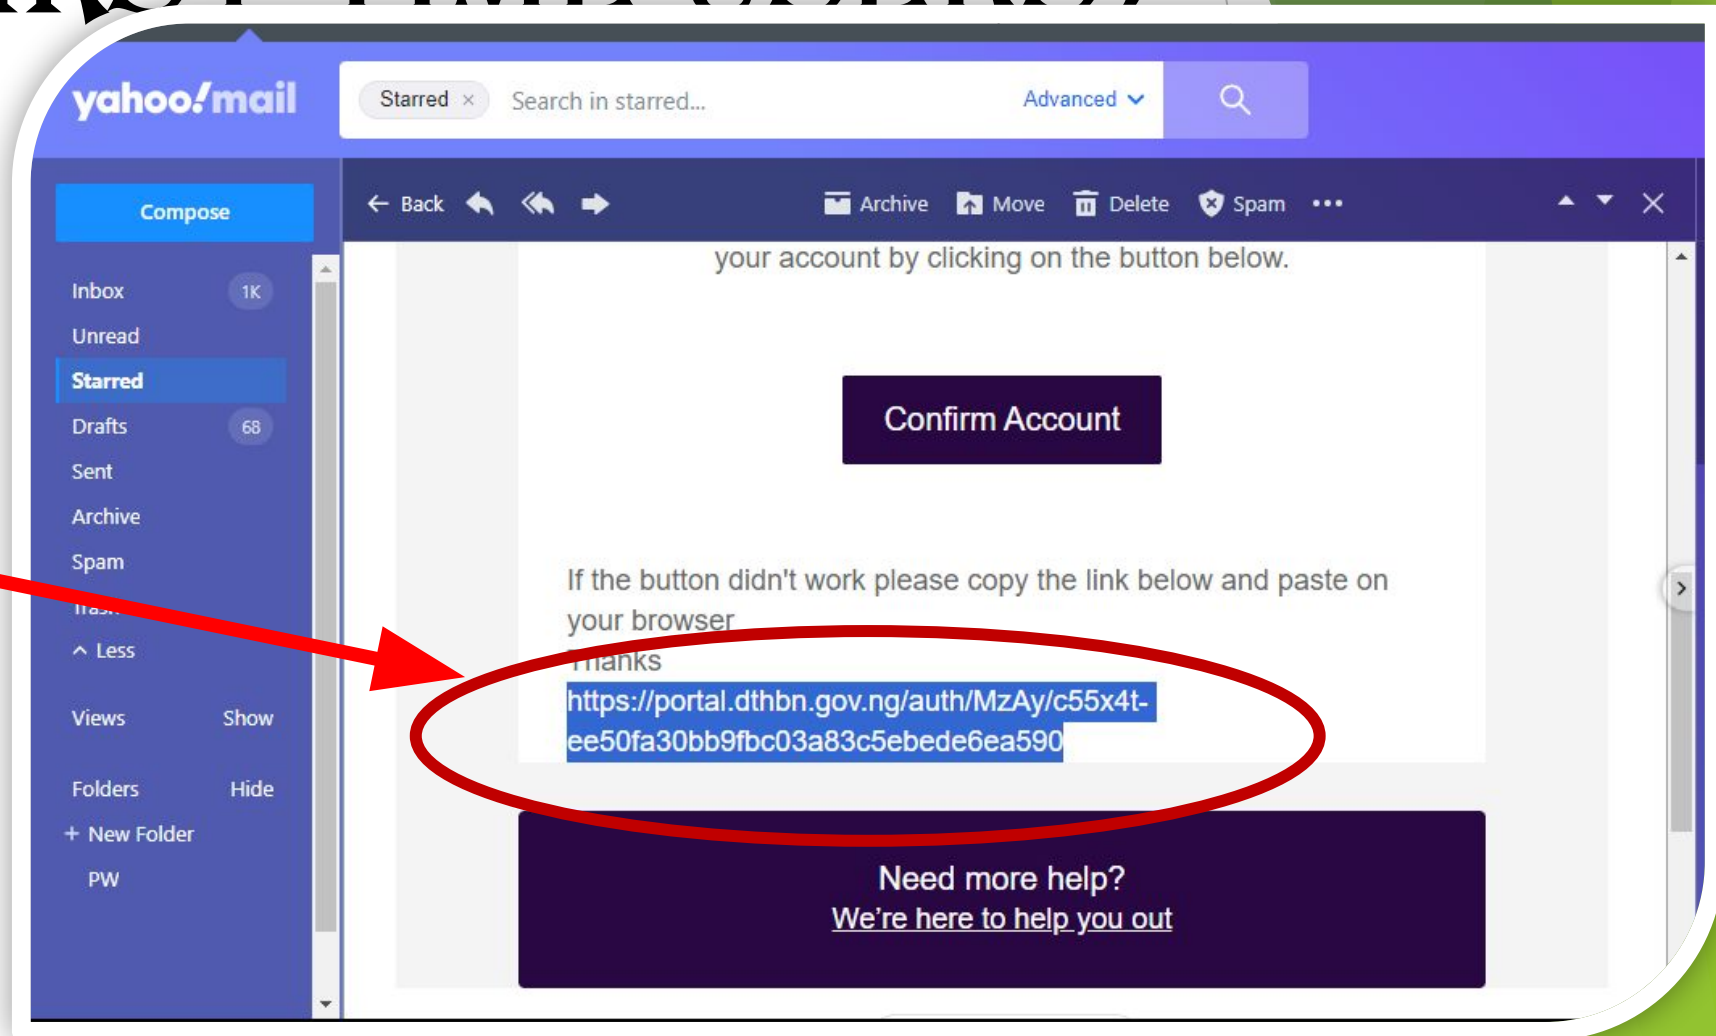 yahoo!mail
Starred × Search in starred... Advanced
Compose
← Back Archive Move Delete Spam •••
Inbox 1K
Unread
Starred
Drafts 68
Sent
Archive
Spam
Less
Views Show
Folders Hide
+ New Folder
PW
your account by clicking on the button below.
Confirm Account
If the button didn't work please copy the link below and paste on
your browser
Thanks
https://portal.dthbn.gov.ng/auth/MzAy/c55x4t-
ee50fa30bb9fbc03a83c5ebede6ea590
Need more help?
We're here to help you out